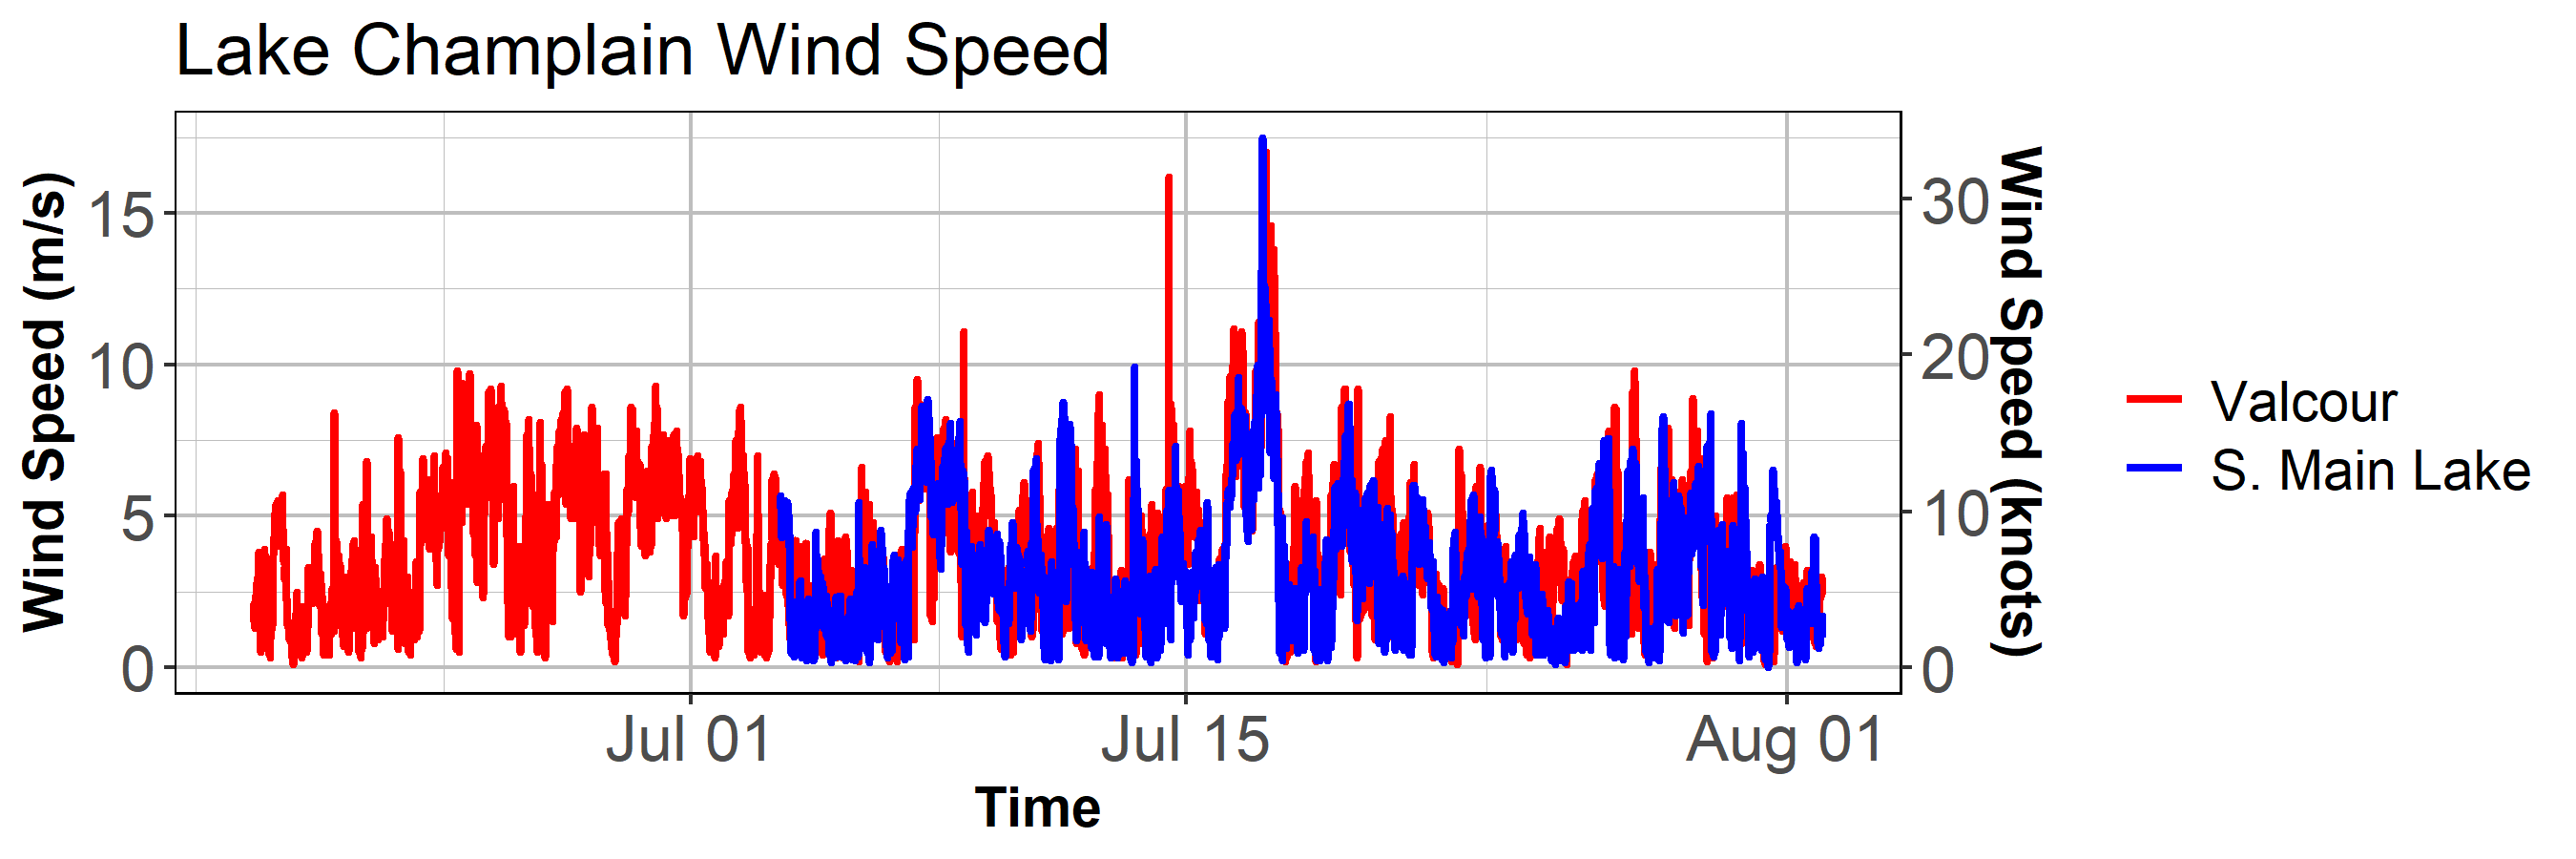 Lake Champlain Wind Speed
Wind Speed (m/s)
15
10
5
0
30
20
10
0
Wind Speed (knots)
Jul 01
Jul 15
Aug 01
Time
Valcour
S. Main Lake